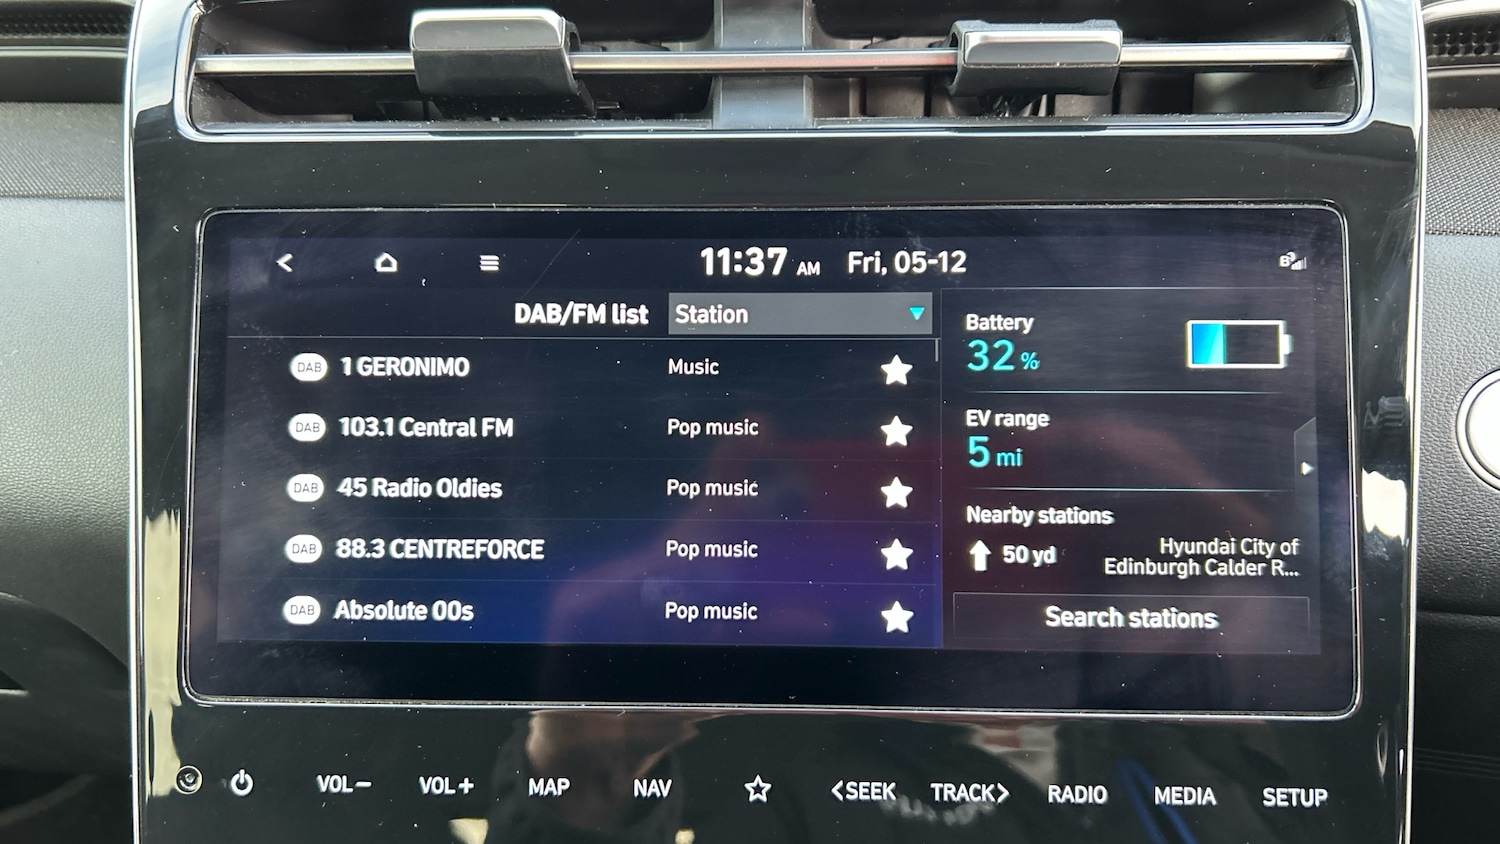 11:37 AM Fri, 05-12
DAB/FM list Station
DAB 1 GERONIMO Music
DAB 103.1 Central FM Pop music
DAB 45 Radio Oldies Pop music
DAB 88.3 CENTREFORCE Pop music
DAB Absolute 00s Pop music
Battery
32 %
EV range
5 mi
Nearby stations
50 yd
Hyundai City of
Edinburgh Calder R...
Search stations
VOL− VOL+ MAP NAV <SEEK TRACK> RADIO MEDIA SETUP